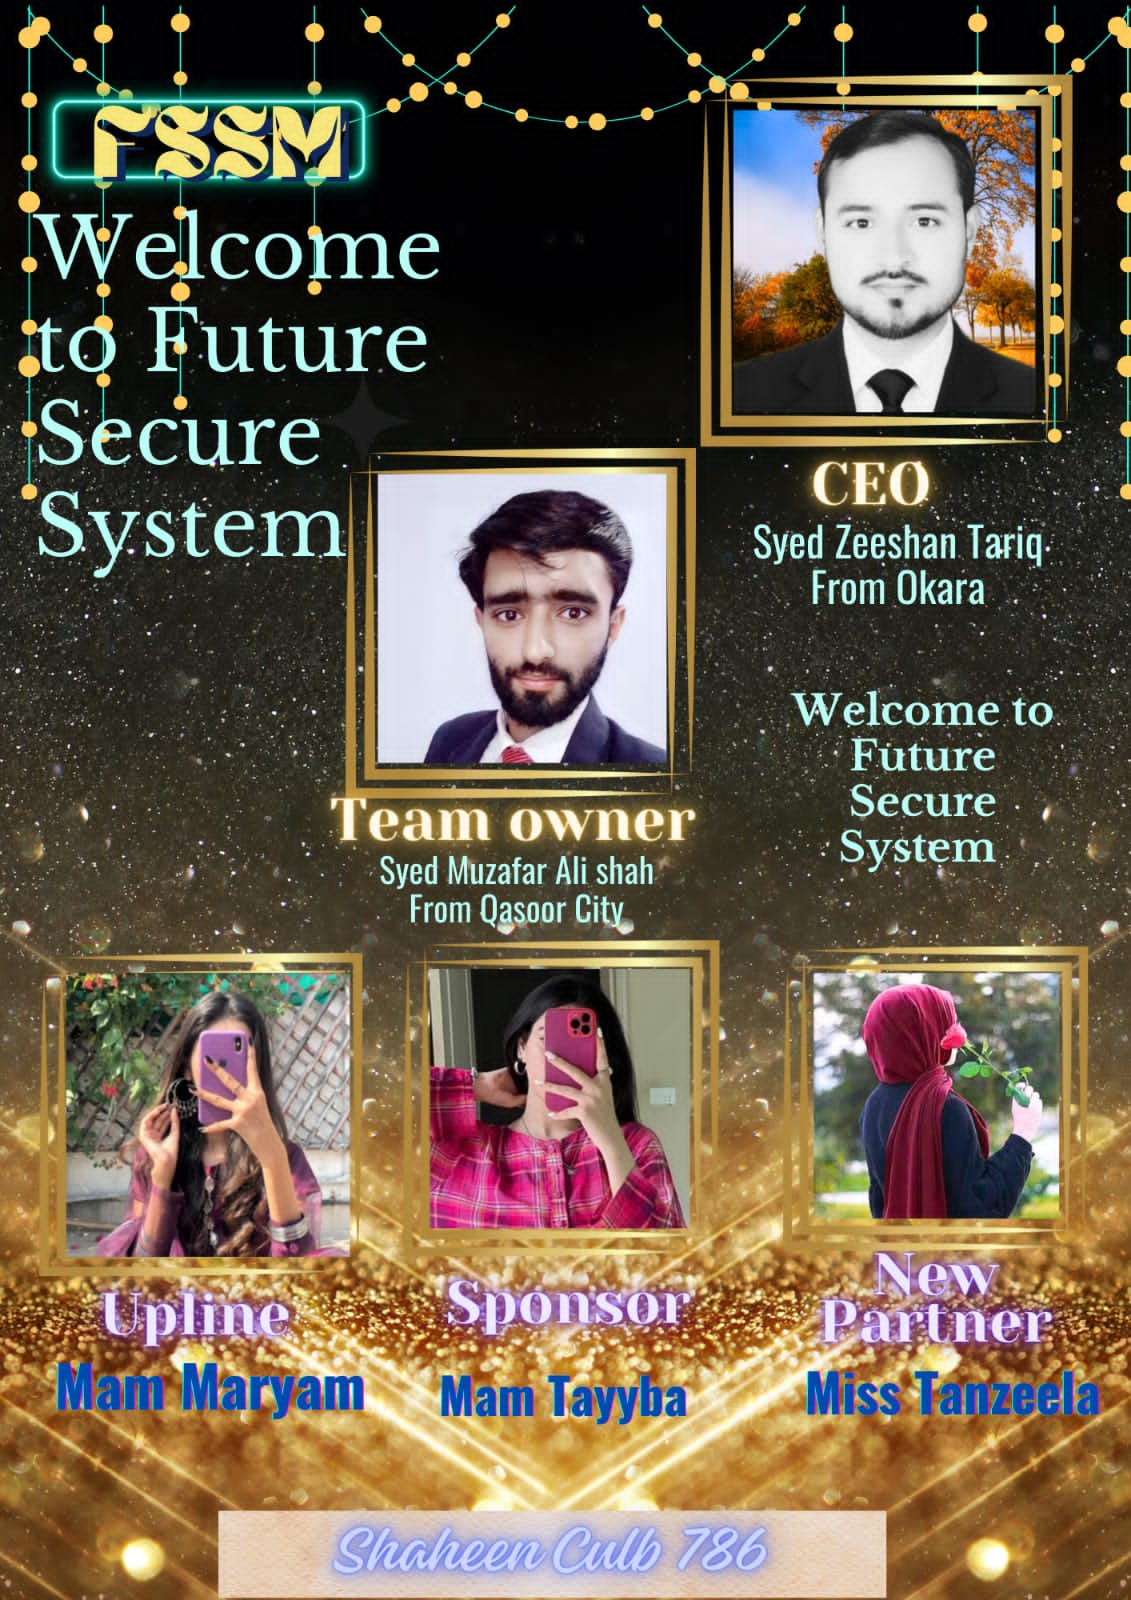 FSSM
Welcome
to Future
Secure
System
CEO
Syed Zeeshan Tariq
From Okara
Team owner
Syed Muzafar Ali shah
From Qasoor City
Welcome to
Future
Secure
System
Upline
Mam Maryam
Sponsor
Mam Tayyba
New
Partner
Miss Tanzeela
Shaheen Culb 786